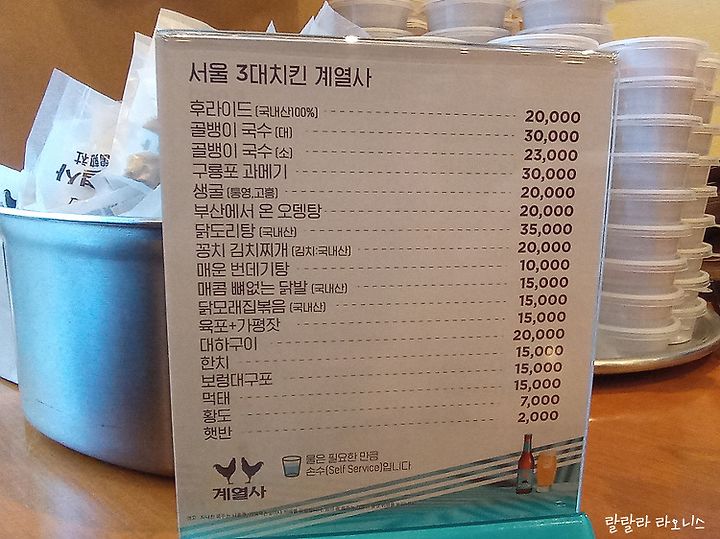 서울 3대치킨 계열사
후라이드 (국내산100%) 20,000
골뱅이 국수 (대) 30,000
골뱅이 국수 (소) 23,000
구룡포 과메기 30,000
생굴 (통영,고흥) 20,000
부산에서 온 오뎅탕 20,000
닭도리탕 (국내산) 35,000
꽁치 김치찌개 (김치:국내산) 20,000
매운 번데기탕 10,000
매콤 뼈없는 닭발 (국내산) 15,000
닭모래집볶음 (국내산) 15,000
육포+가평잣 15,000
대하구이 20,000
한치 15,000
보령대구포 15,000
먹태 15,000
황도 7,000
햇반 2,000
물은 필요한 만큼
손수(Self Service)입니다
계열사
랄랄라 라오니스